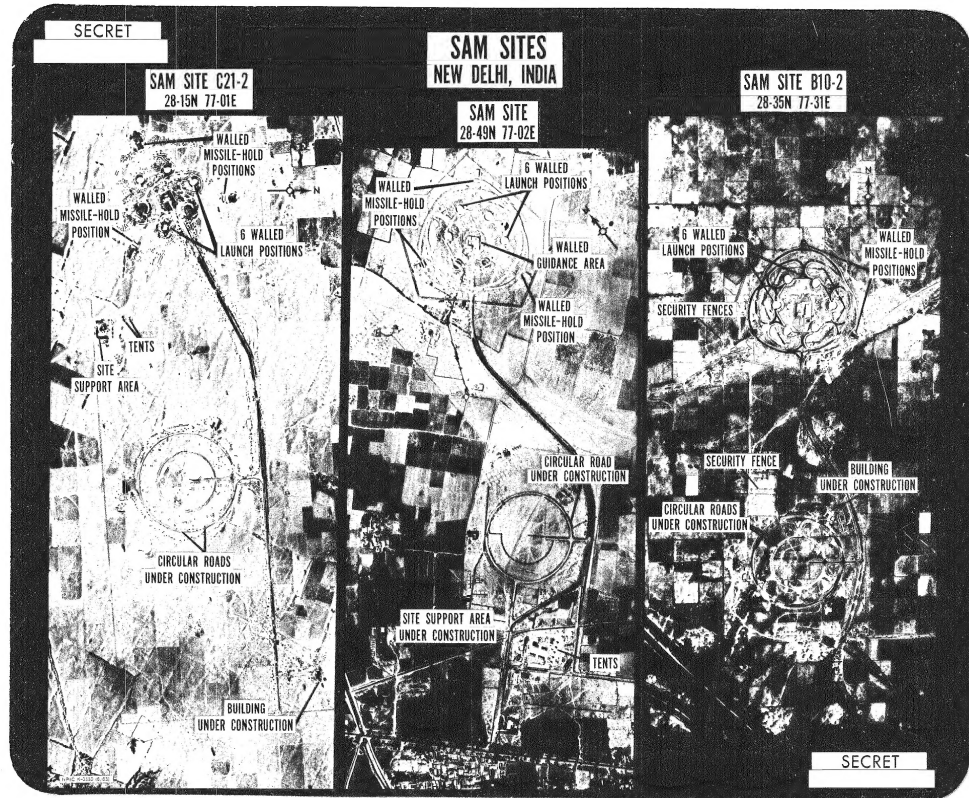 SECRET
SAM SITES
NEW DELHI, INDIA
SAM SITE C21-2
28-15N 77-01E
WALLED
MISSILE-HOLD
POSITIONS
N
WALLED
MISSILE-HOLD
POSITION
6 WALLED
LAUNCH POSITIONS
TENTS
SITE
SUPPORT AREA
CIRCULAR ROADS
UNDER CONSTRUCTION
BUILDING
UNDER CONSTRUCTION
SAM SITE
28-49N 77-02E
WALLED
MISSILE-HOLD
POSITIONS
6 WALLED
LAUNCH POSITIONS
WALLED
GUIDANCE AREA
WALLED
MISSILE-HOLD
POSITION
CIRCULAR ROAD
UNDER CONSTRUCTION
SITE SUPPORT AREA
UNDER CONSTRUCTION
TENTS
SAM SITE B10-2
28-35N 77-31E
6 WALLED
LAUNCH POSITIONS
WALLED
MISSILE-HOLD
POSITIONS
SECURITY FENCES
SECURITY FENCE
BUILDING
UNDER CONSTRUCTION
CIRCULAR ROADS
UNDER CONSTRUCTION
SECRET